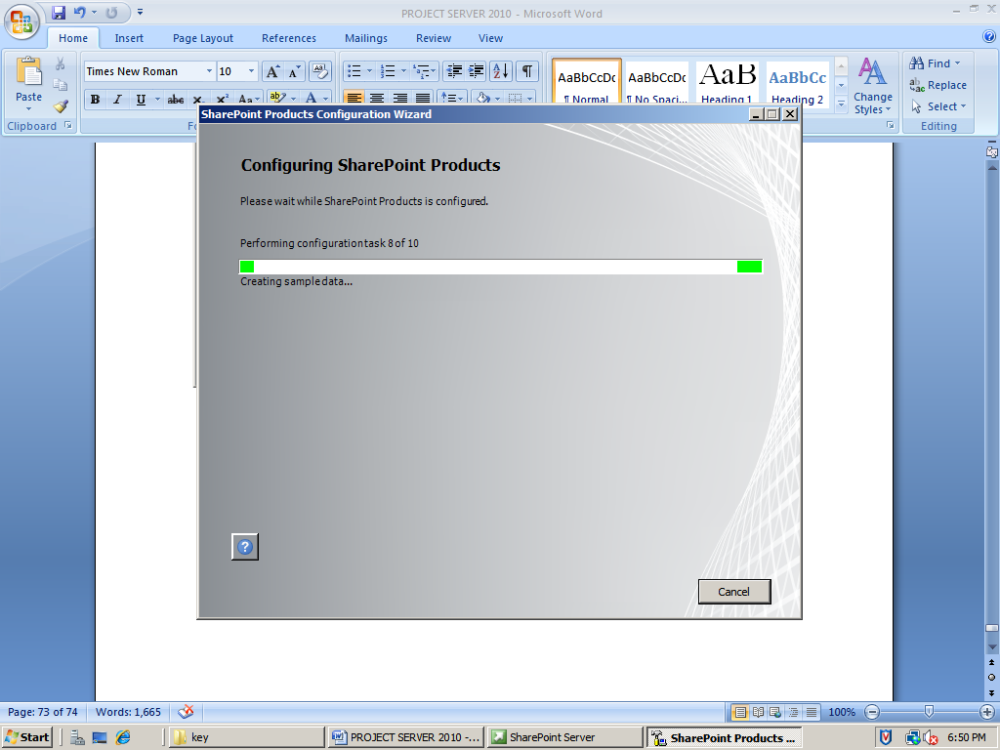 PROJECT SERVER 2010 - Microsoft Word
Home Insert Page Layout References Mailings Review View
Times New Roman 10
Paste
Clipboard
AaBbCcDc AaBbCcDc AaB AaBbCc
¶ Normal ¶ No Spaci... Heading 1 Heading 2
Change Styles
Find
Replace
Select
Editing
SharePoint Products Configuration Wizard
Configuring SharePoint Products
Please wait while SharePoint Products is configured.
Performing configuration task 8 of 10
Creating sample data...
Cancel
Page: 73 of 74 Words: 1,665 100%
Start key PROJECT SERVER 2010 -... SharePoint Server SharePoint Products ... 6:50 PM